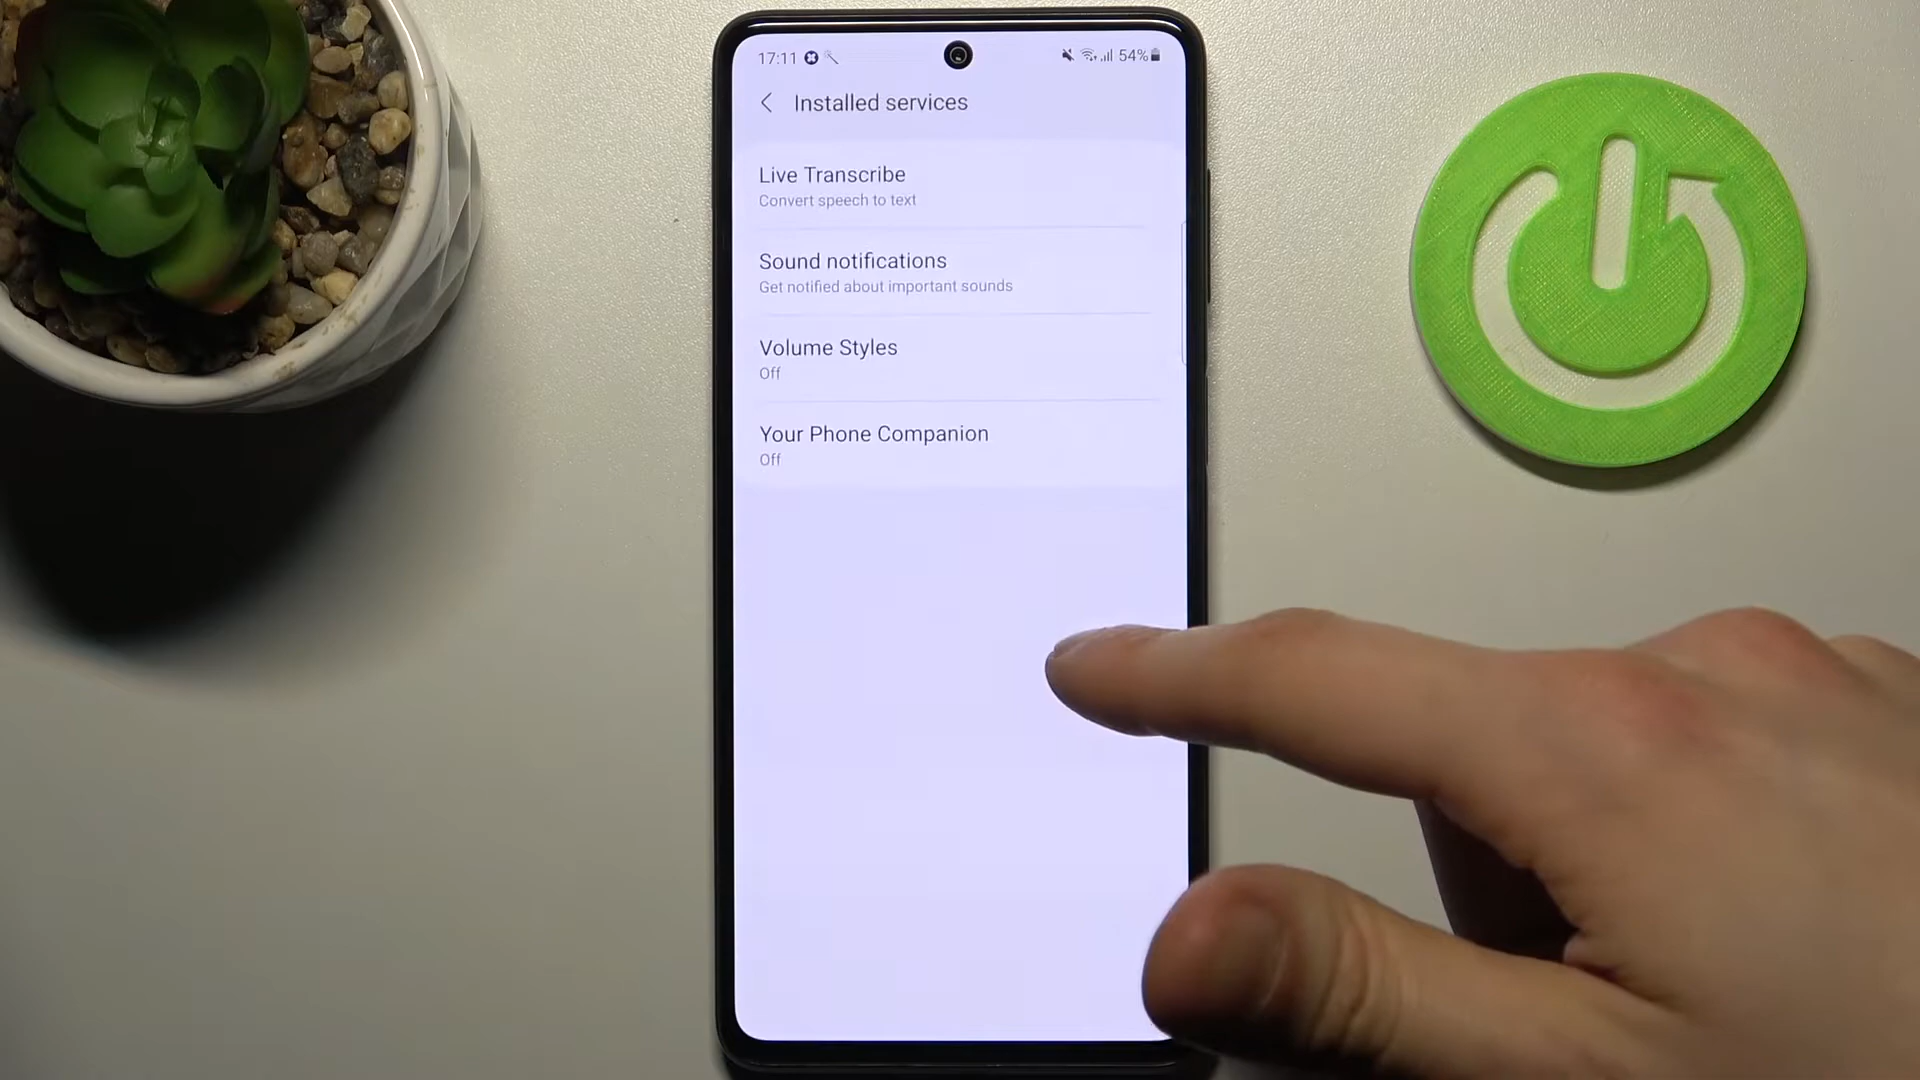 17:11 54%
Installed services
Live Transcribe
Convert speech to text
Sound notifications
Get notified about important sounds
Volume Styles
Off
Your Phone Companion
Off